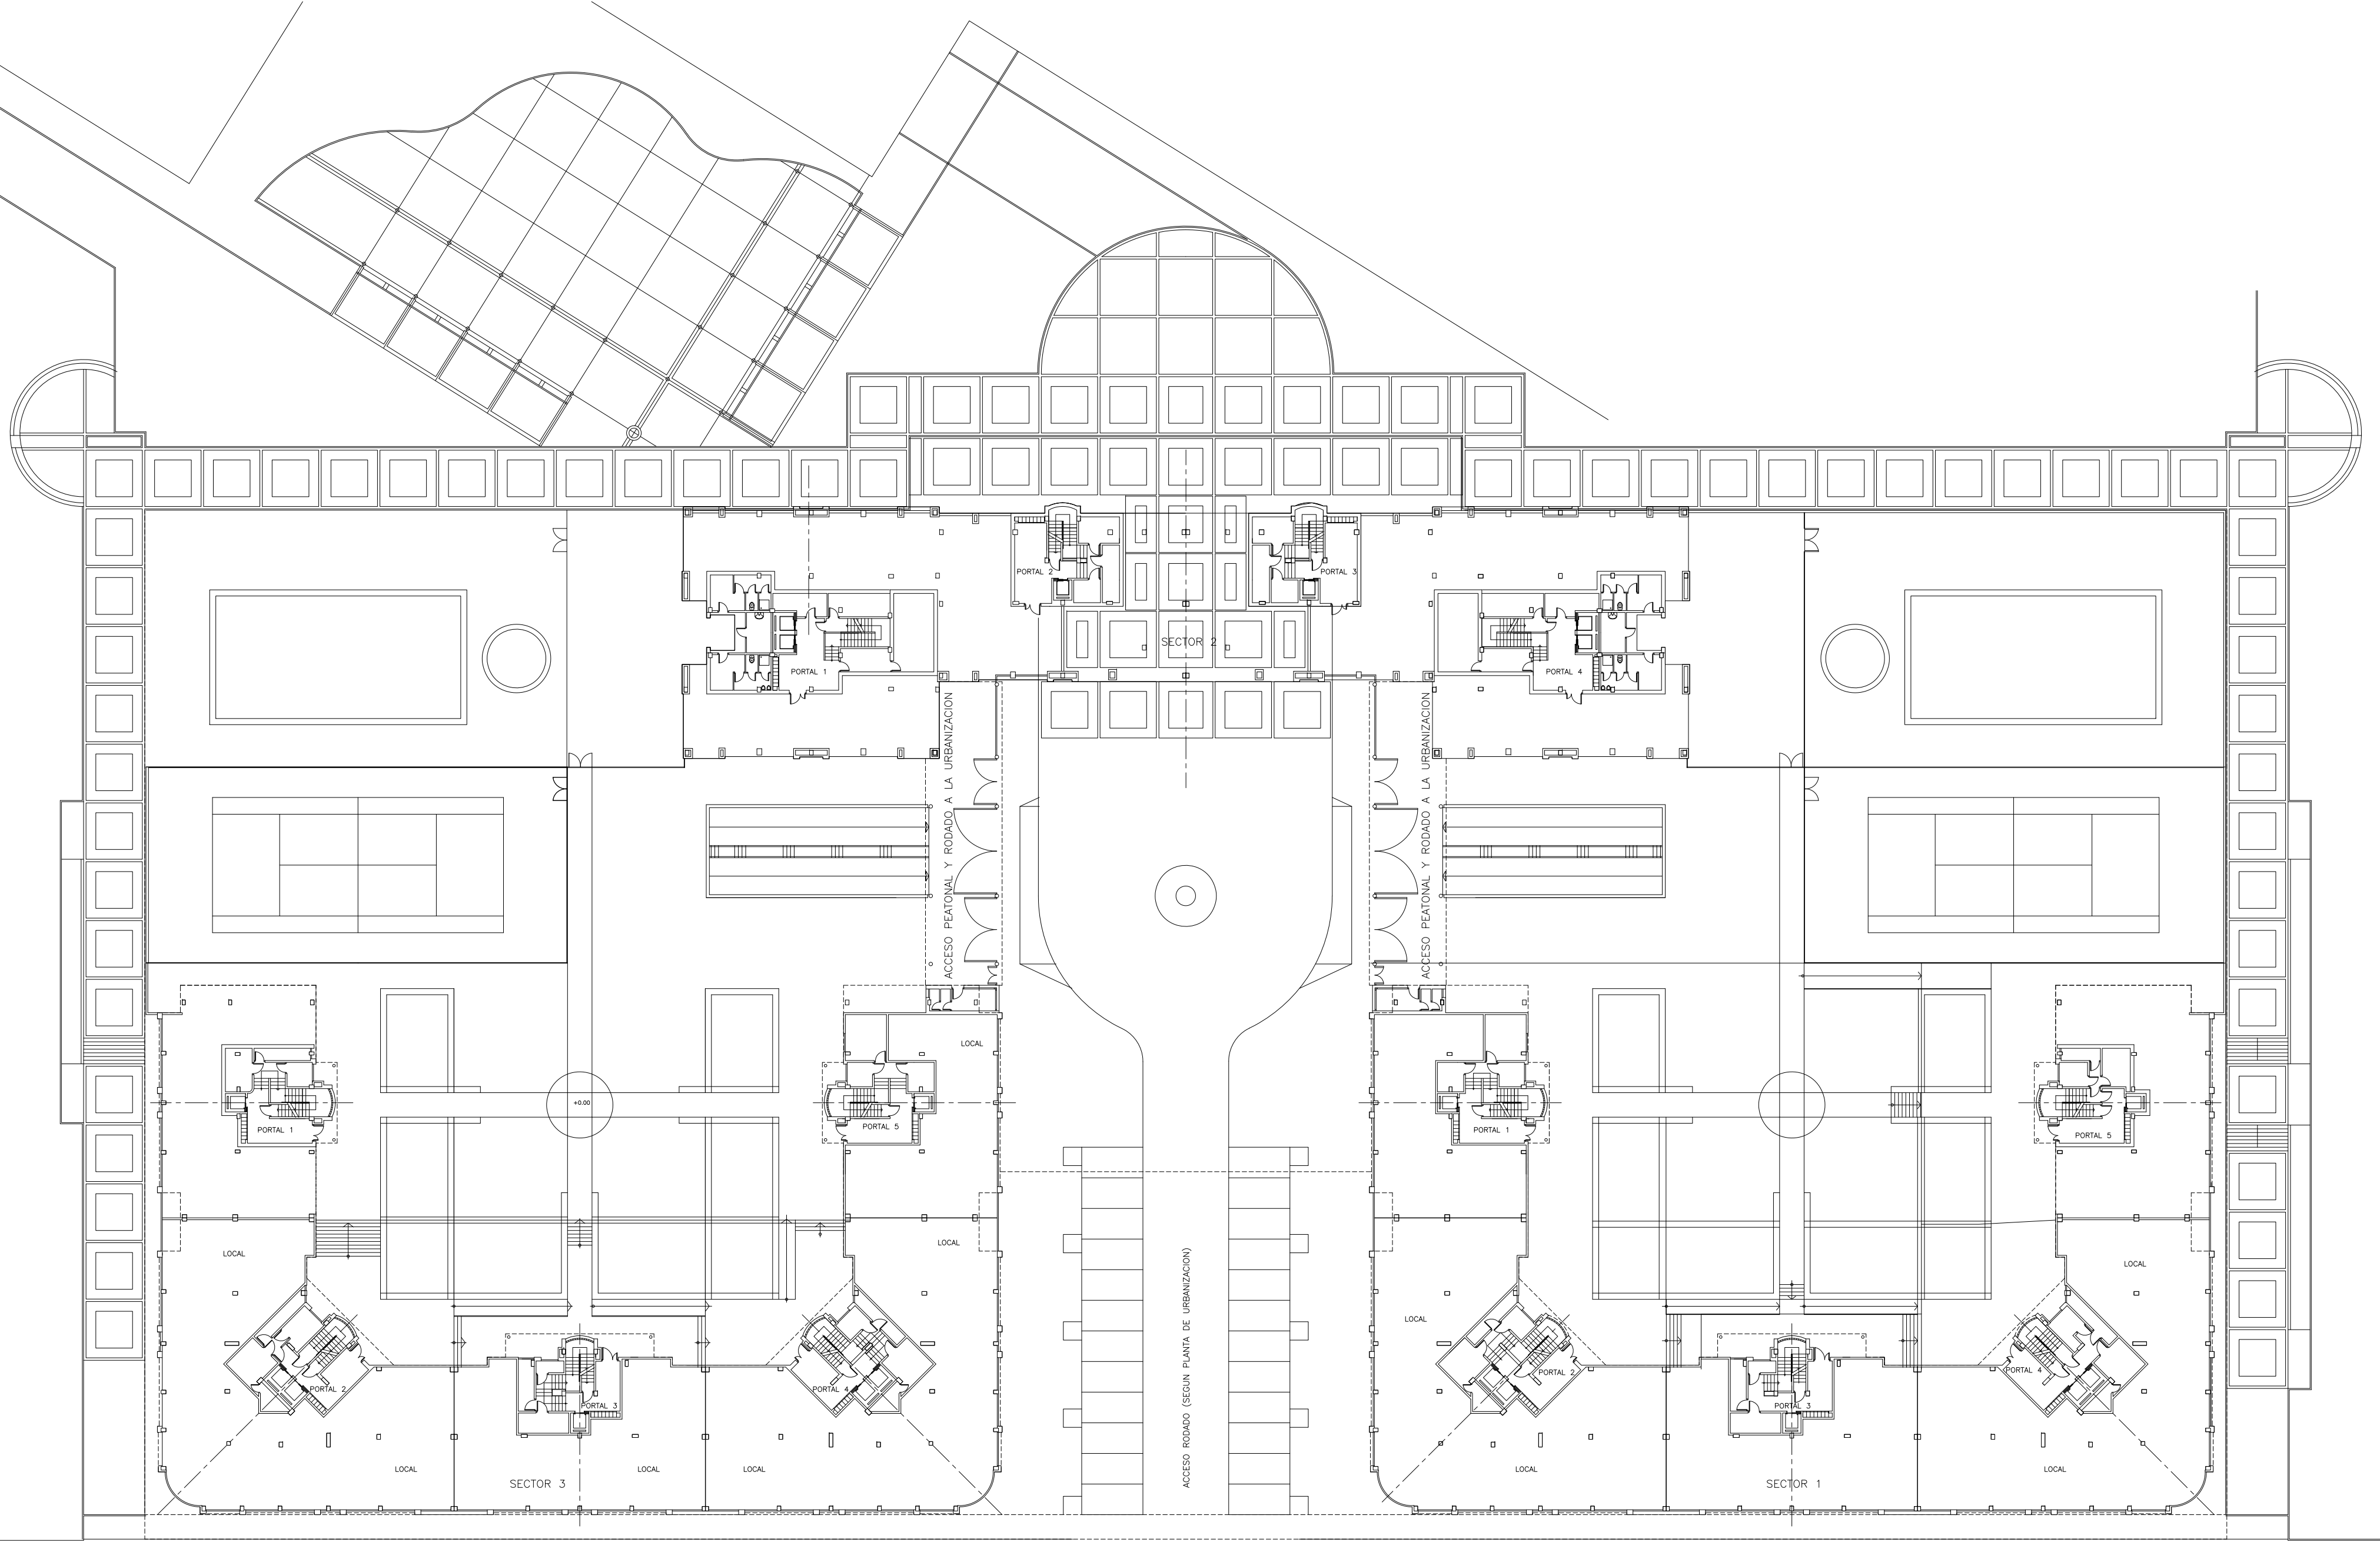 PORTAL 2
PORTAL 3
SECTOR 2
PORTAL 1
PORTAL 4
ACCESO PEATONAL Y RODADO A LA URBANIZACION
ACCESO PEATONAL Y RODADO A LA URBANIZACION
LOCAL
+0.00
PORTAL 1
PORTAL 5
PORTAL 1
PORTAL 5
LOCAL
LOCAL
LOCAL
LOCAL
ACCESO RODADO (SEGUN PLANTA DE URBANIZACION)
PORTAL 2
PORTAL 4
PORTAL 2
PORTAL 4
PORTAL 3
PORTAL 3
LOCAL
LOCAL
LOCAL
LOCAL
LOCAL
SECTOR 3
SECTOR 1